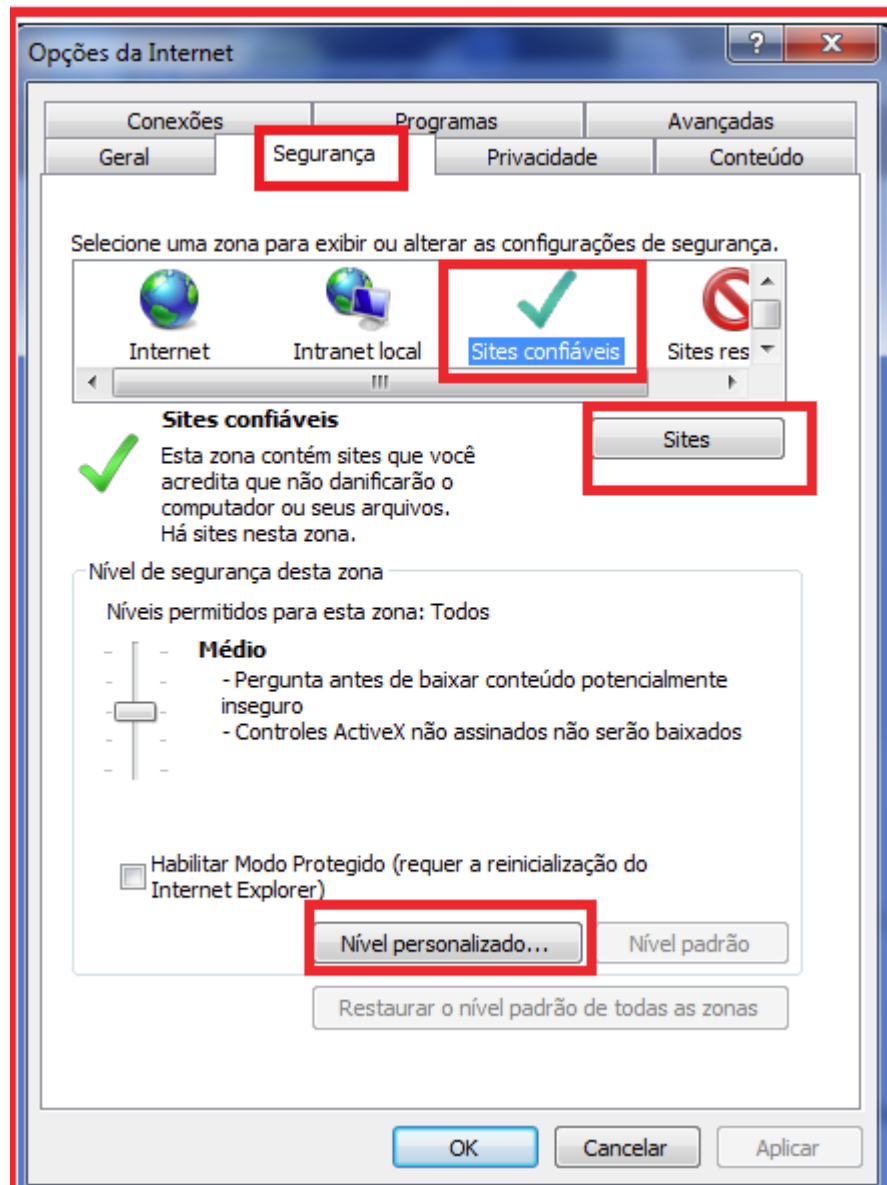 Opções da Internet
?
x
Conexões
Programas
Avançadas
Geral
Segurança
Privacidade
Conteúdo
Selecione uma zona para exibir ou alterar as configurações de segurança.
Internet
Intranet local
Sites confiáveis
Sites res
Sites confiáveis
Sites
Esta zona contém sites que você
acredita que não danificarão o
computador ou seus arquivos.
Há sites nesta zona.
Nível de segurança desta zona
Níveis permitidos para esta zona: Todos
Médio
- Pergunta antes de baixar conteúdo potencialmente
inseguro
- Controles ActiveX não assinados não serão baixados
Habilitar Modo Protegido (requer a reinicialização do
Internet Explorer)
Nível personalizado...
Nível padrão
Restaurar o nível padrão de todas as zonas
OK
Cancelar
Aplicar